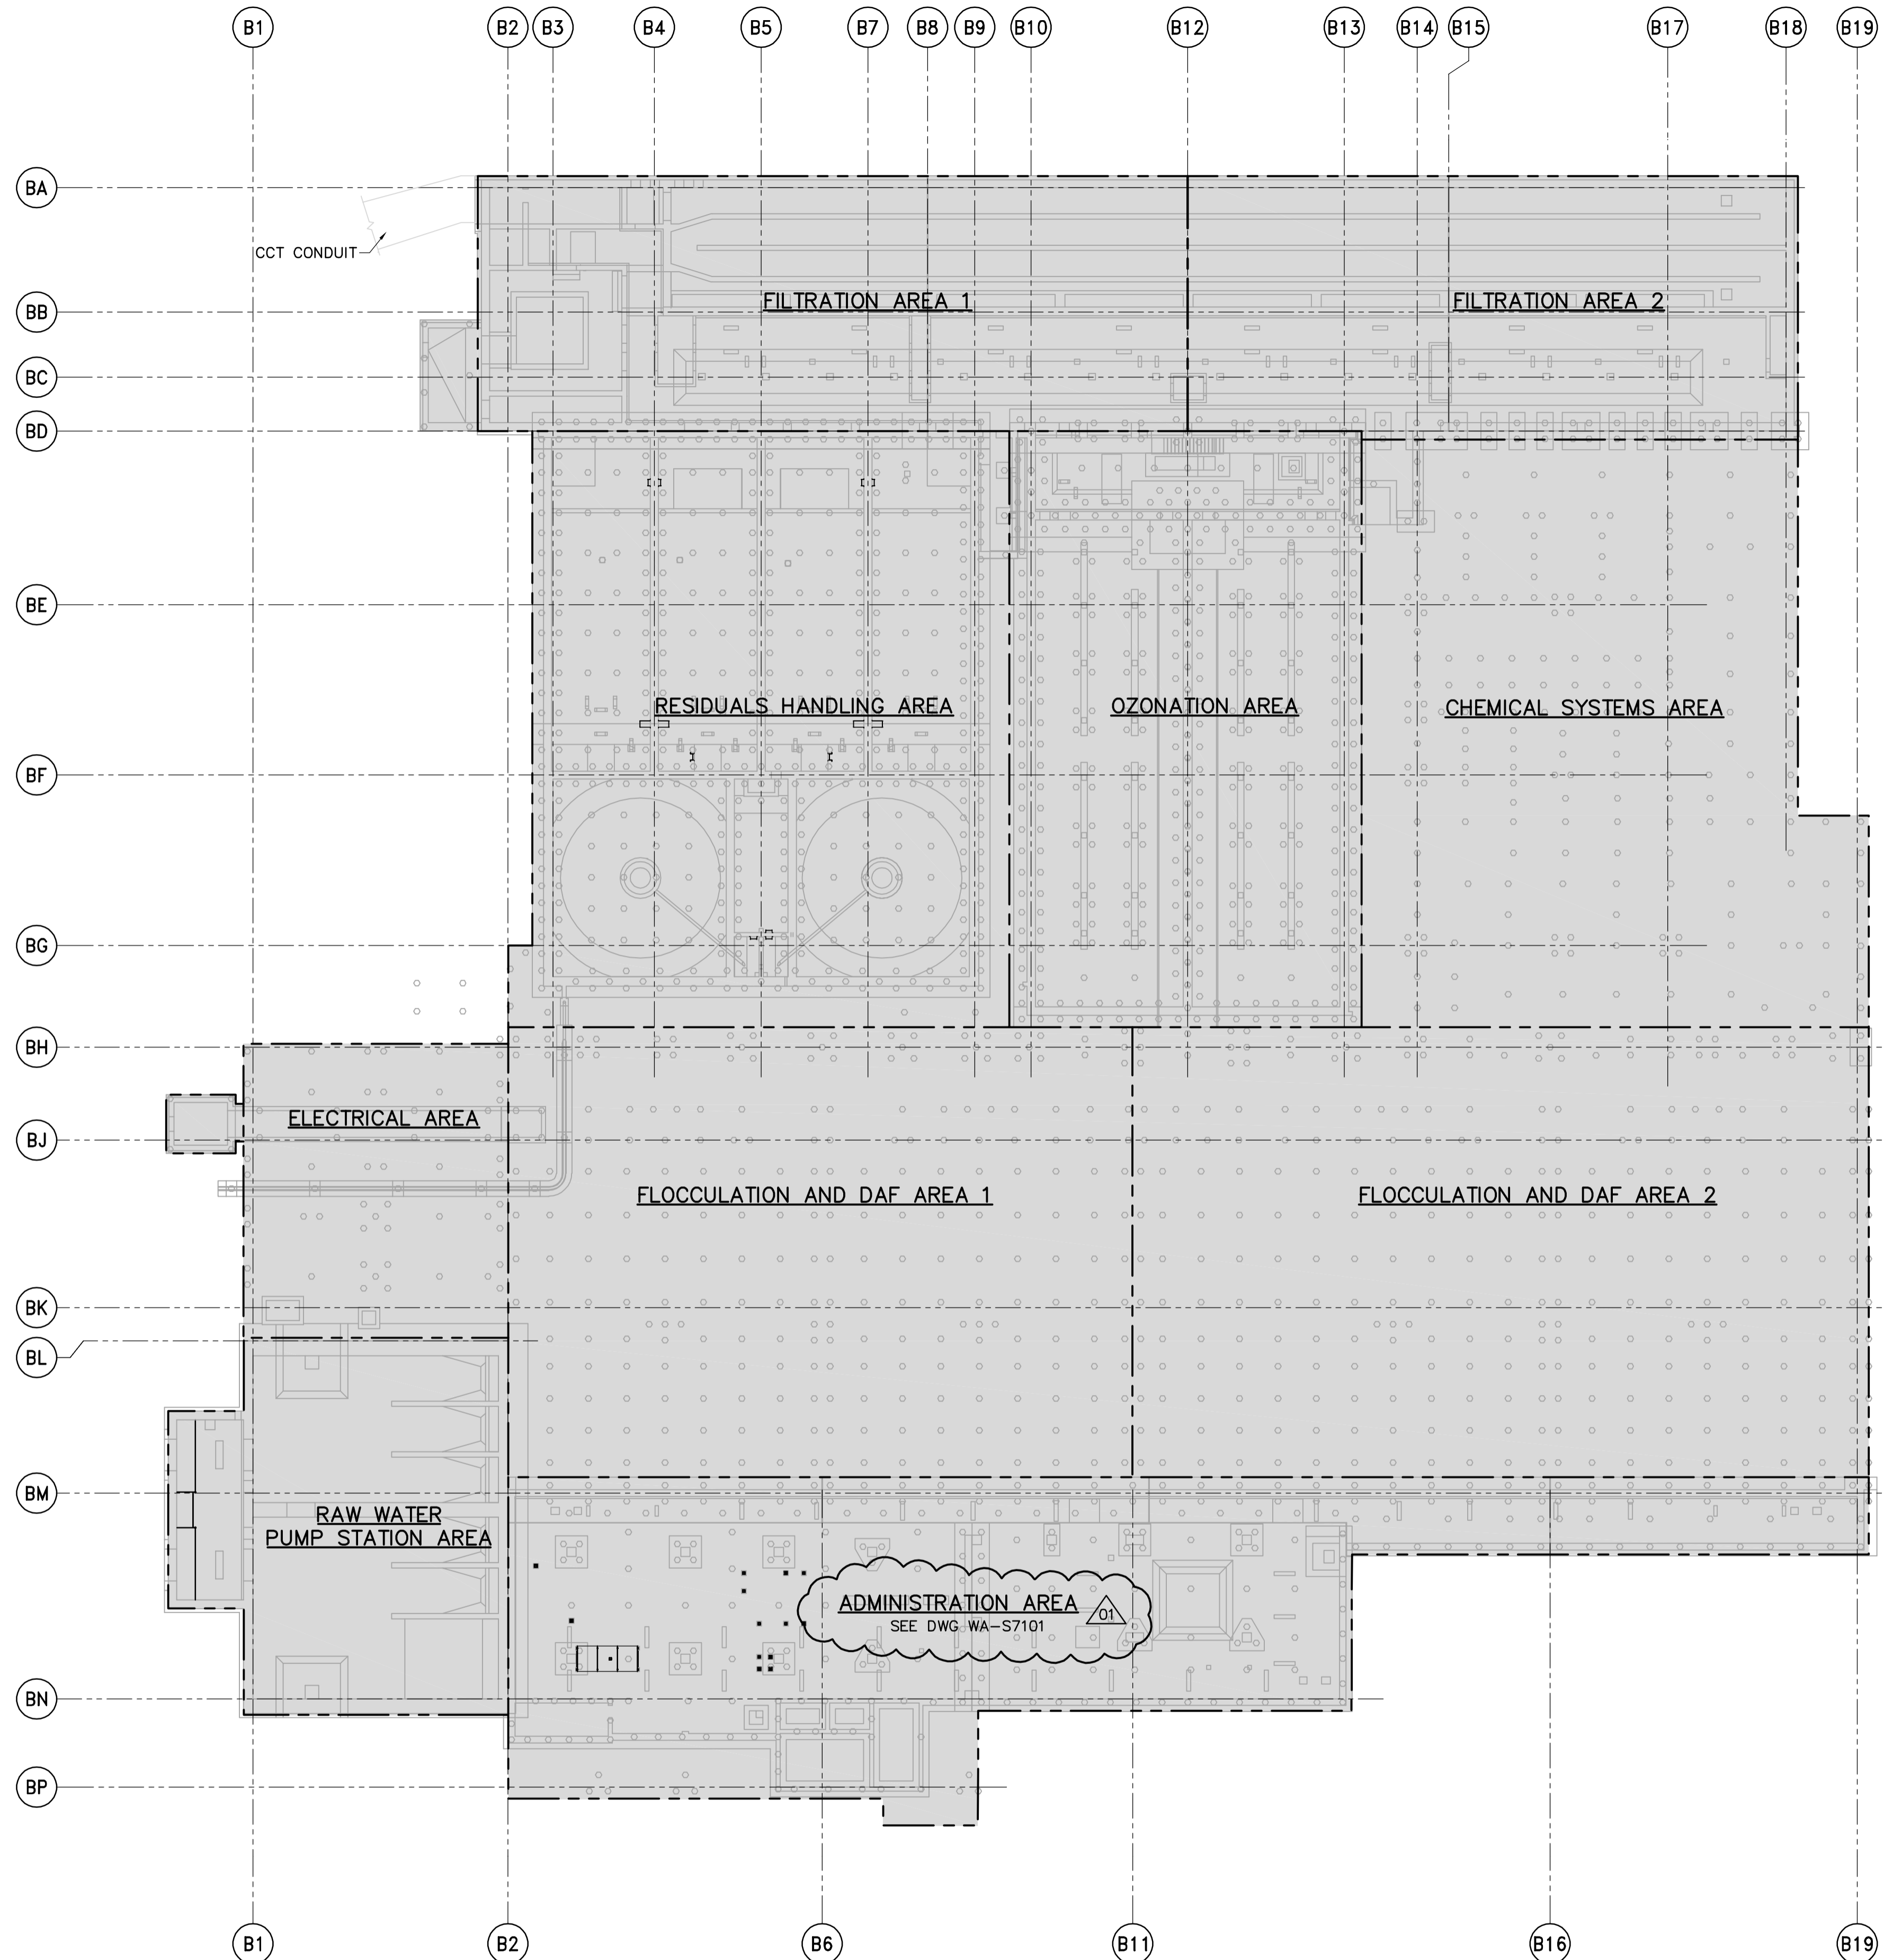 B1
B2
B3
B4
B5
B7
B8
B9
B10
B12
B13
B14
B15
B17
B18
B19
BA
CCT CONDUIT
BB
FILTRATION AREA 1
FILTRATION AREA 2
BC
BD
BE
RESIDUALS HANDLING AREA
OZONATION AREA
CHEMICAL SYSTEMS AREA
BF
BG
BH
ELECTRICAL AREA
BJ
FLOCCULATION AND DAF AREA 1
FLOCCULATION AND DAF AREA 2
BK
BL
BM
RAW WATER
PUMP STATION AREA
ADMINISTRATION AREA
01
SEE DWG WA-S7101
BN
BP
B1
B2
B6
B11
B16
B19